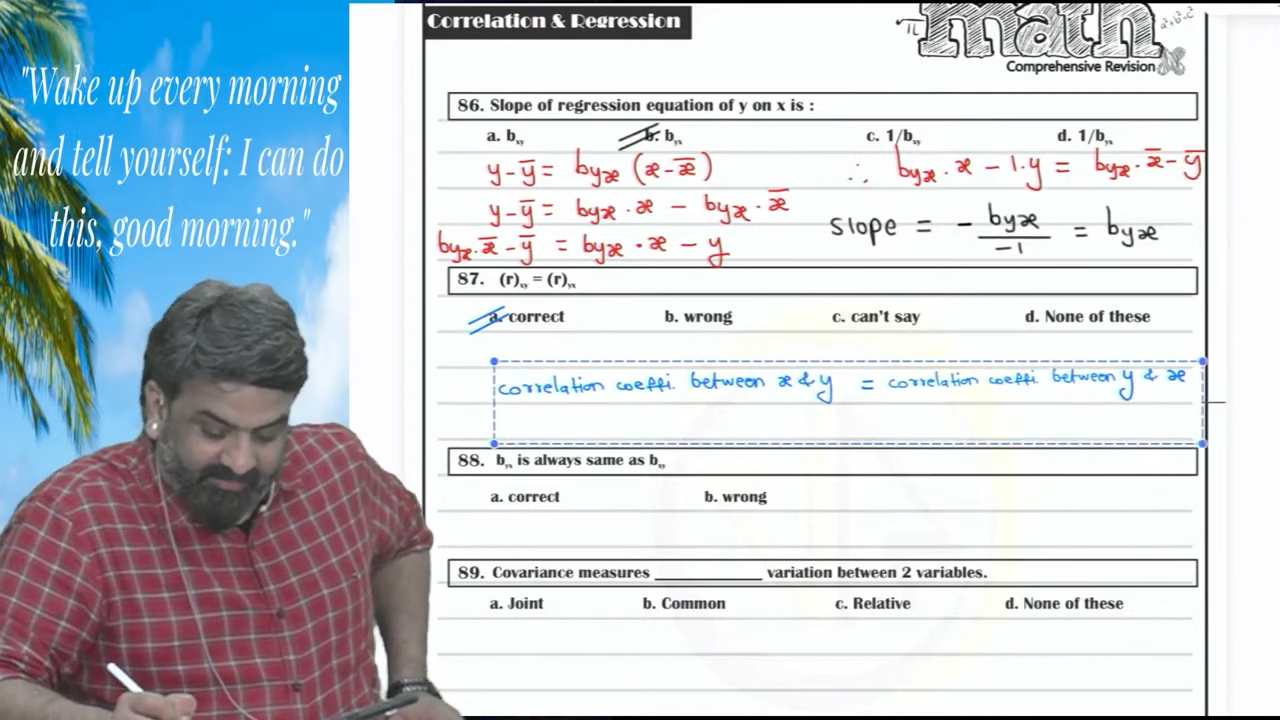 "Wake up every morning
and tell yourself: I can do
this, good morning."
Correlation & Regression
math
π
Comprehensive Revision
86. Slope of regression equation of y on x is :
a. bxy b. byx c. 1/bxy d. 1/byx
y - ȳ = byx (x - x̄)
y - ȳ = byx · x - byx · x̄
byx · x̄ - ȳ = byx · x - y
∴ byx · x - 1·y = byx · x̄ - ȳ
slope = - byx / -1 = byx
87. (r)xy = (r)yx
a. correct b. wrong c. can't say d. None of these
correlation coeffi. between x & y = correlation coeffi. between y & x
88. byx is always same as bxy
a. correct b. wrong
89. Covariance measures ____________ variation between 2 variables.
a. Joint b. Common c. Relative d. None of these